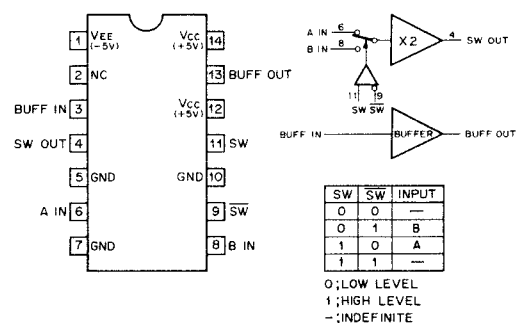 1 VEE (-5V)
VCC (+5V) 14
2 NC
13 BUFF OUT
BUFF IN 3
VCC (+5V) 12
SW OUT 4
11 SW
5 GND
GND 10
A IN 6
9 S̅W̅
7 GND
8 B IN
A IN 6
B IN 8
X2
4 SW OUT
11 9
SW S̅W̅
BUFF IN
BUFFER
BUFF OUT
SW S̅W̅ INPUT
0 0 —
0 1 B
1 0 A
1 1 —
0;LOW LEVEL
1;HIGH LEVEL
-;INDEFINITE